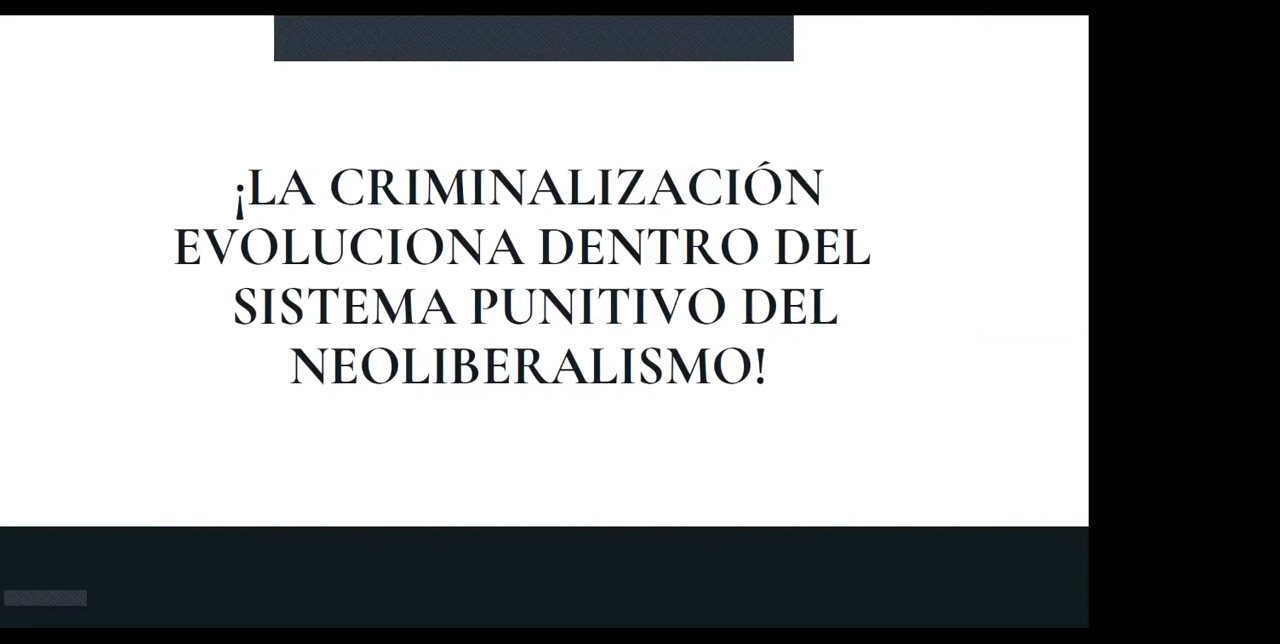 ¡LA CRIMINALIZACIÓN
EVOLUCIONA DENTRO DEL
SISTEMA PUNITIVO DEL
NEOLIBERALISMO!